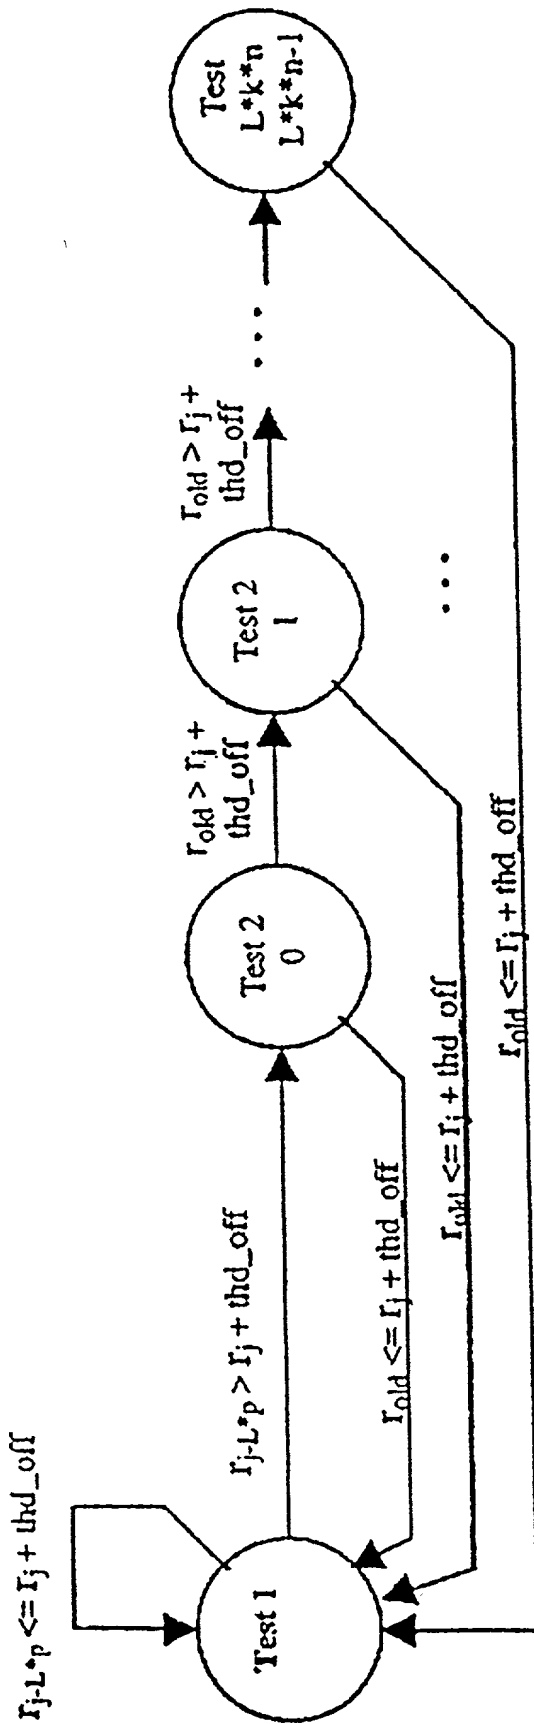 r_{j-L*p} <= r_j + thd_off
Test 1
r_{j-L*p} > r_j + thd_off
Test 2
0
r_old > r_j +
thd_off
Test 2
1
r_old > r_j +
thd_off
...
Test
L*k*n
L*k*n-1
r_old <= r_j + thd_off
r_old <= r_j + thd_off
...
r_old <= r_j + thd_off